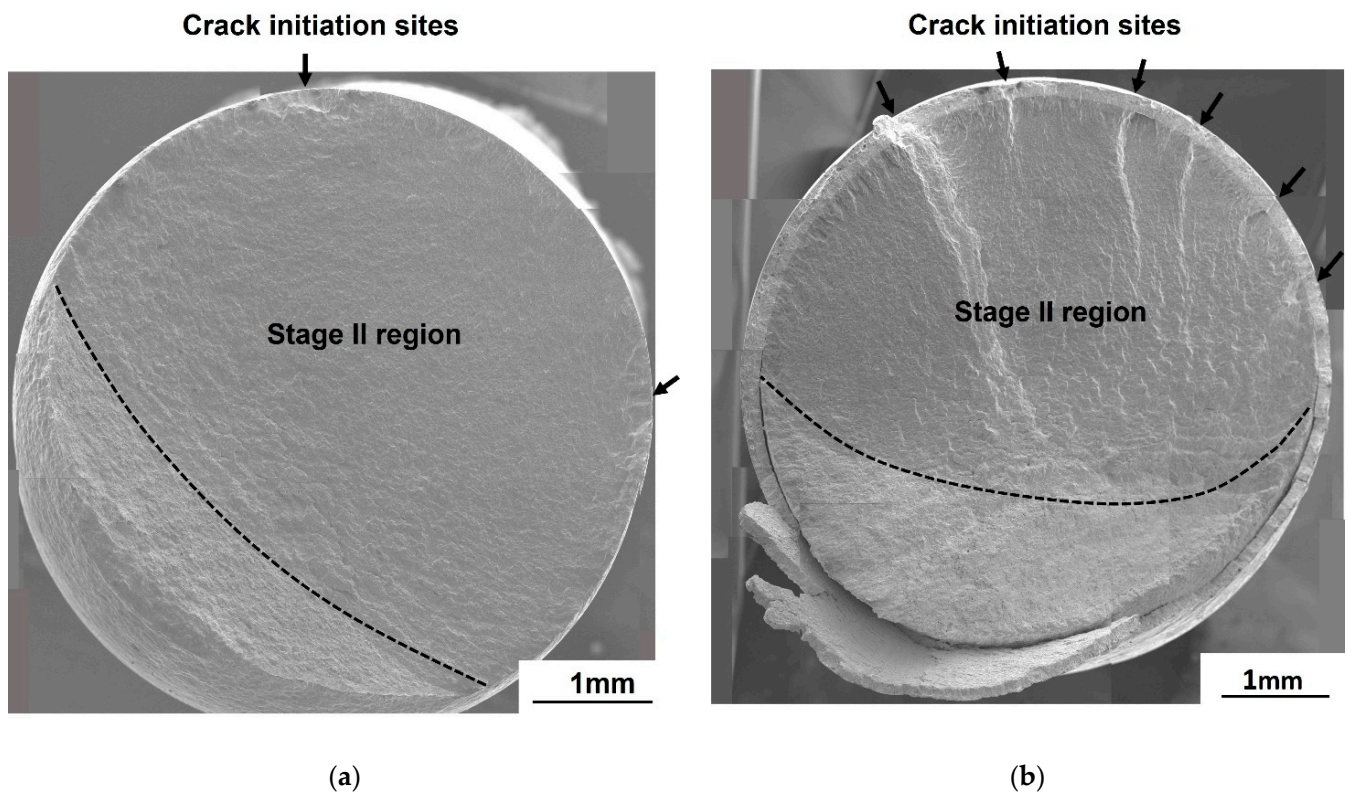 Crack initiation sites
Stage II region
1mm
(a)
Crack initiation sites
Stage II region
1mm
(b)